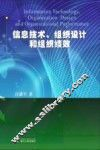 Information Technology,
Organization Design
and Organizational Performance
信息技术、组织设计
和组织绩效